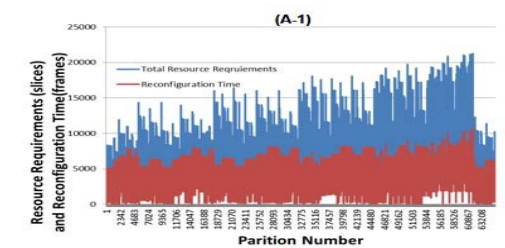 (A-1)
Resource Requirements (slices)
and Reconfiguration Time(frames)
25000
20000
15000
10000
5000
0
Total Resource Reqruiements
Reconfiguration Time
1 2342 4683 7024 9365 11706 14047 16388 18729 21070 23411 25752 28093 30434 32775 35116 37457 39798 42139 44480 46821 49162 51503 53844 56185 58526 60867 63208
Parition Number